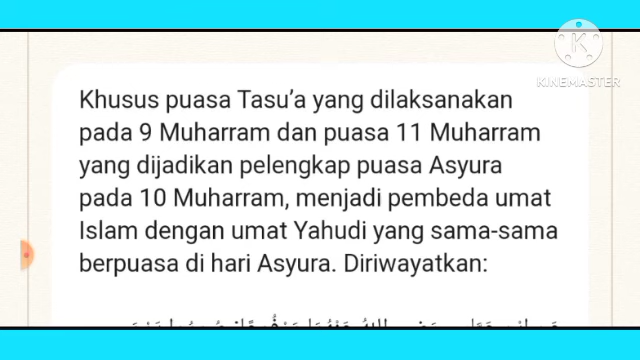 KINEMASTER
Khusus puasa Tasu’a yang dilaksanakan
pada 9 Muharram dan puasa 11 Muharram
yang dijadikan pelengkap puasa Asyura
pada 10 Muharram, menjadi pembeda umat
Islam dengan umat Yahudi yang sama-sama
berpuasa di hari Asyura. Diriwayatkan: